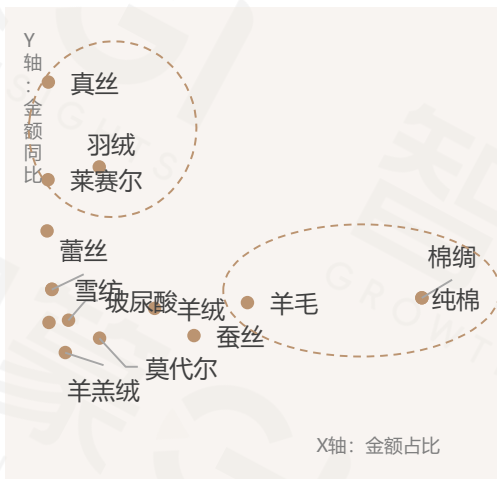 Y轴：金额同比
真丝
羽绒
莱赛尔
蕾丝
雪纺
玻尿酸
羊绒
羊毛
棉绸
纯棉
蚕丝
莫代尔
羊羔绒
X轴：金额占比